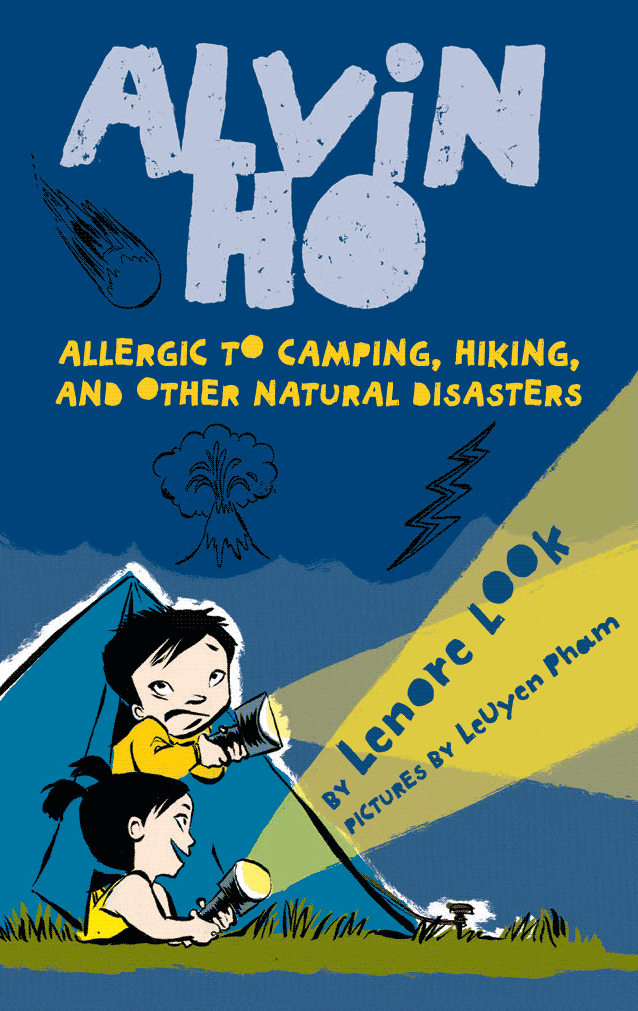 ALViN
HO
ALLERGIC TO CAMPING, HIKING,
AND OTHER NATURAL DISASTERS
BY Lenore LOOK
PICTURES BY LeUyen Pham